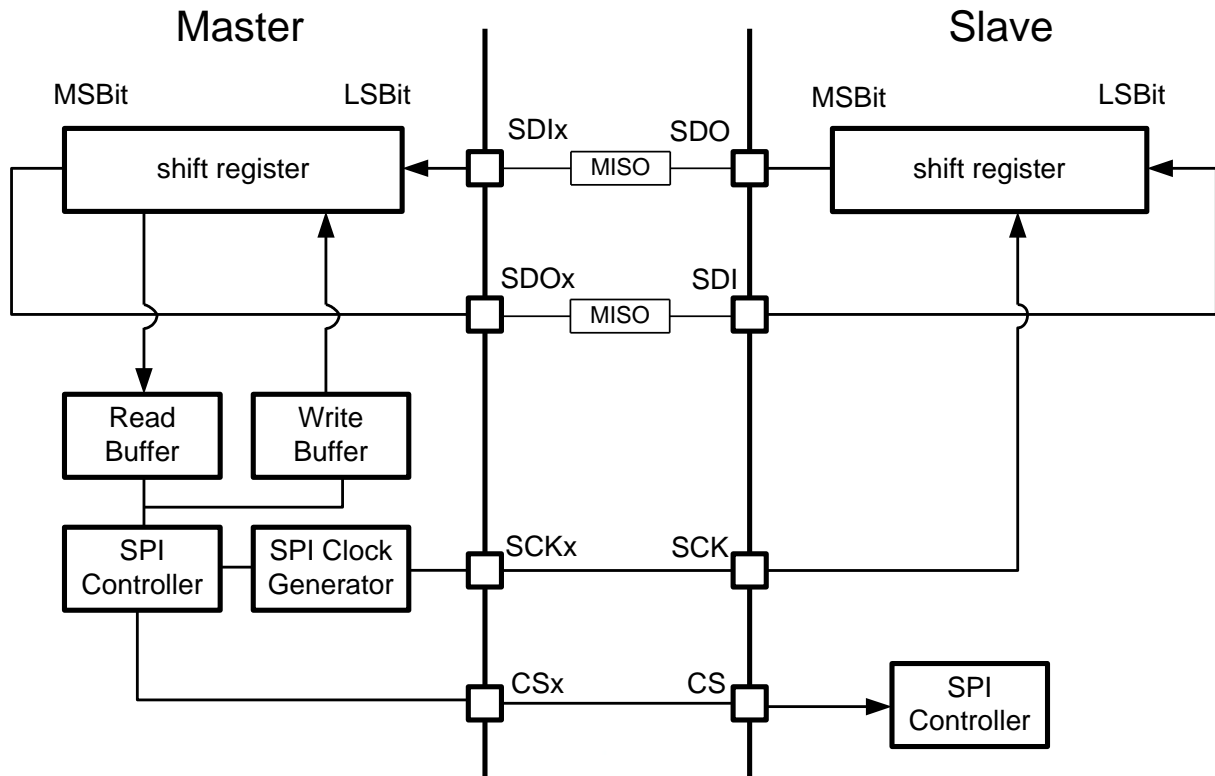 Master
Slave
MSBit
LSBit
MSBit
LSBit
SDIx
SDO
shift register
MISO
shift register
SDOx
SDI
MISO
Read
Buffer
Write
Buffer
SPI
Controller
SPI Clock
Generator
SCKx
SCK
CSx
CS
SPI
Controller